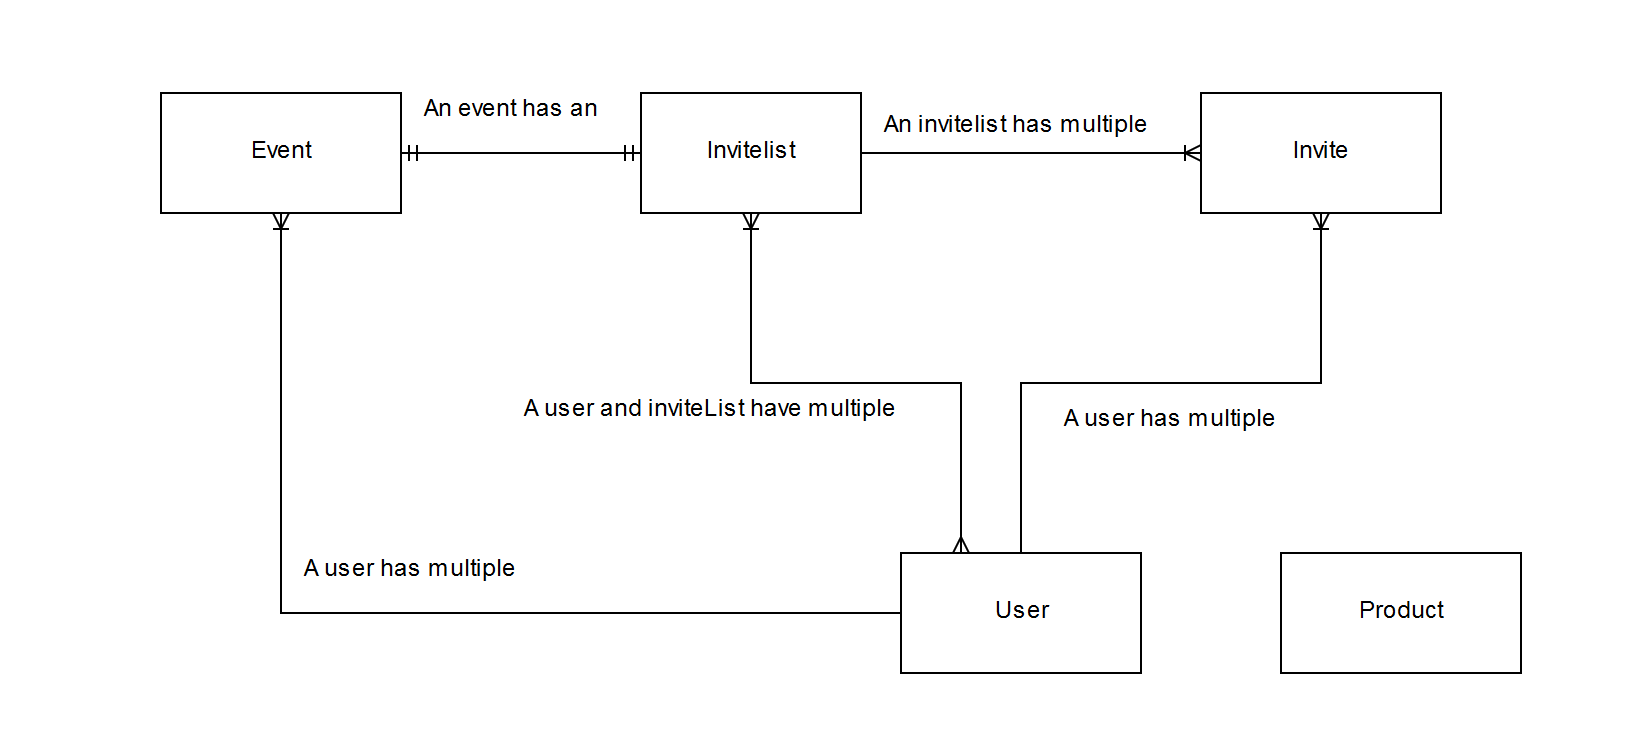 An event has an
An invitelist has multiple
Event
Invitelist
Invite
A user and inviteList have multiple
A user has multiple
A user has multiple
User
Product